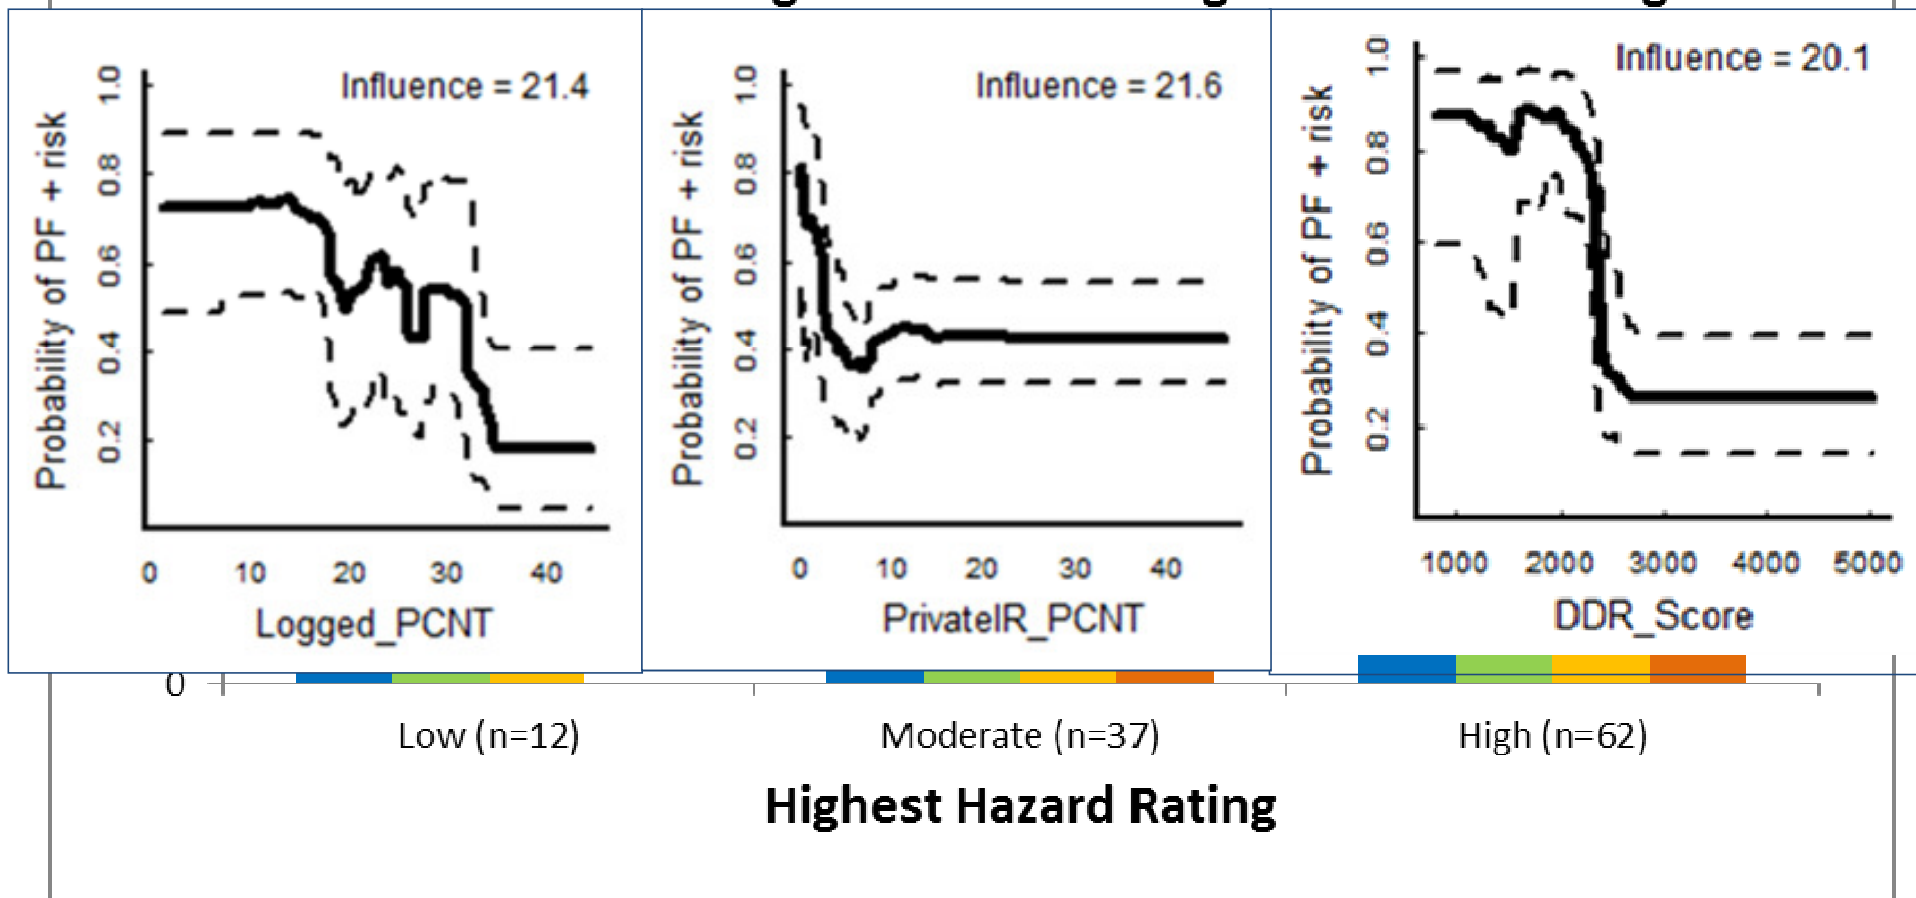 Influence = 21.4
Probability of PF + risk
1.0
0.8
0.6
0.4
0.2
0 10 20 30 40
Logged_PCNT
Influence = 21.6
Probability of PF + risk
1.0
0.8
0.6
0.4
0.2
0 10 20 30 40
PrivateIR_PCNT
Influence = 20.1
Probability of PF + risk
1.0
0.8
0.6
0.4
0.2
1000 2000 3000 4000 5000
DDR_Score
0
Low (n=12) Moderate (n=37) High (n=62)
Highest Hazard Rating